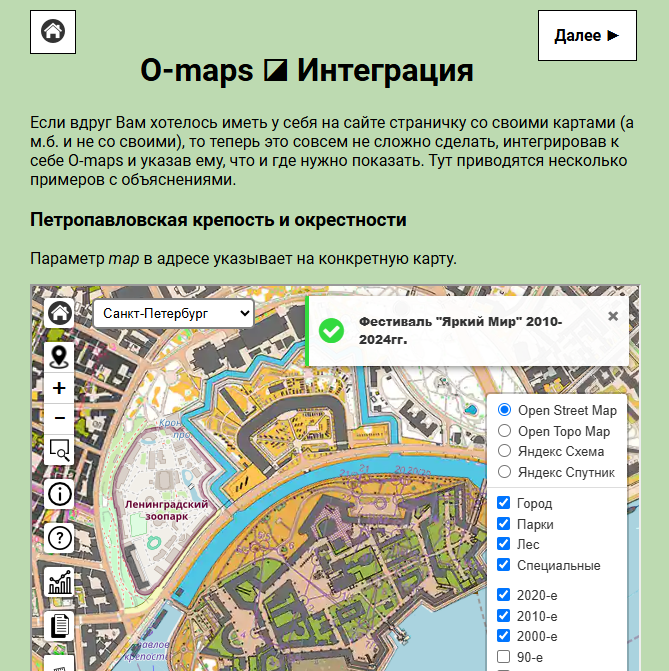 Далее ►
O-maps ◪ Интеграция
Если вдруг Вам хотелось иметь у себя на сайте страничку со своими картами (а
м.б. и не со своими), то теперь это совсем не сложно сделать, интегрировав к
себе O-maps и указав ему, что и где нужно показать. Тут приводятся несколько
примеров с объяснениями.
Петропавловская крепость и окрестности
Параметр map в адресе указывает на конкретную карту.
Санкт-Петербург
Фестиваль "Яркий Мир" 2010-
2024гг.
×
+
−
i
?
Open Street Map
Open Topo Map
Яндекс Схема
Яндекс Спутник
Город
Парки
Лес
Специальные
2020-е
2010-е
2000-е
90-е
Ленинградский
зоопарк